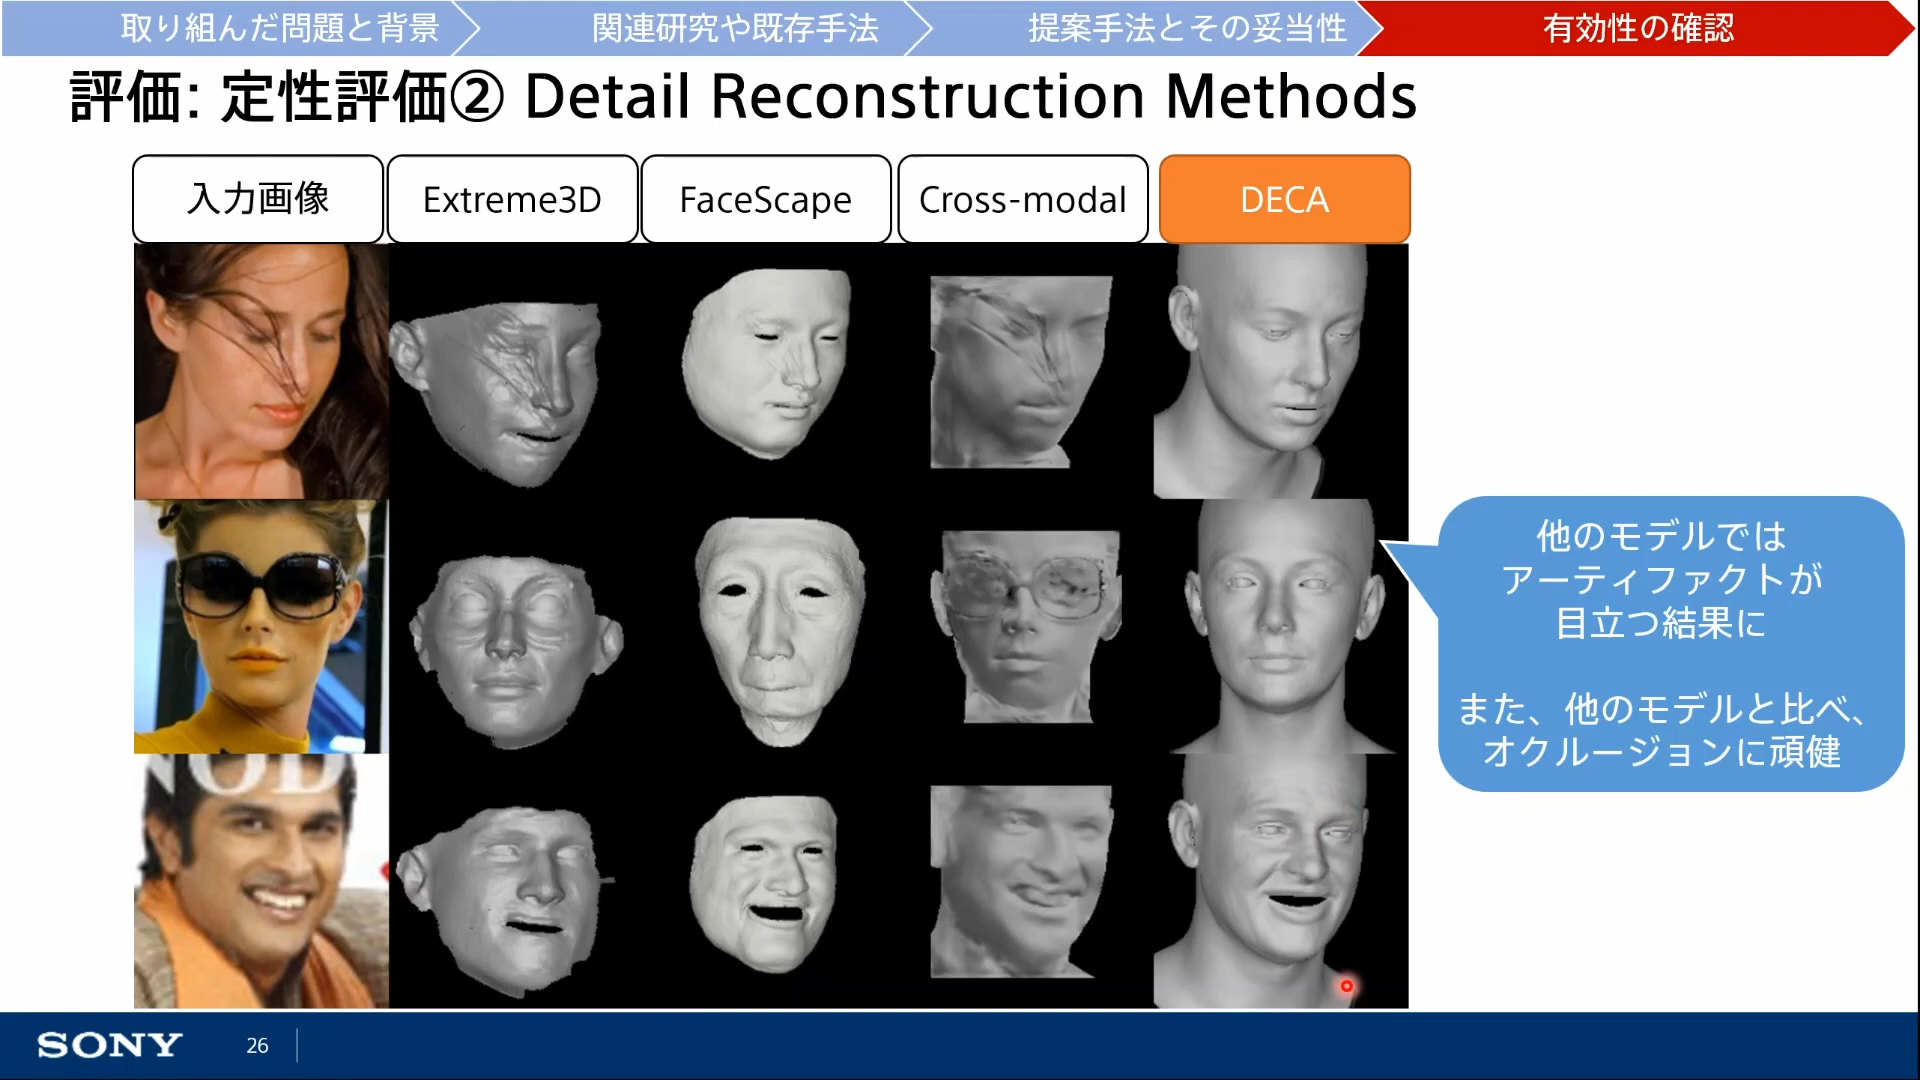 取り組んだ問題と背景
関連研究や既存手法
提案手法とその妥当性
有効性の確認
評価: 定性評価② Detail Reconstruction Methods
入力画像
Extreme3D
FaceScape
Cross-modal
DECA
NOD
他のモデルでは
アーティファクトが
目立つ結果に
また、他のモデルと比べ、
オクルージョンに頑健
SONY
26